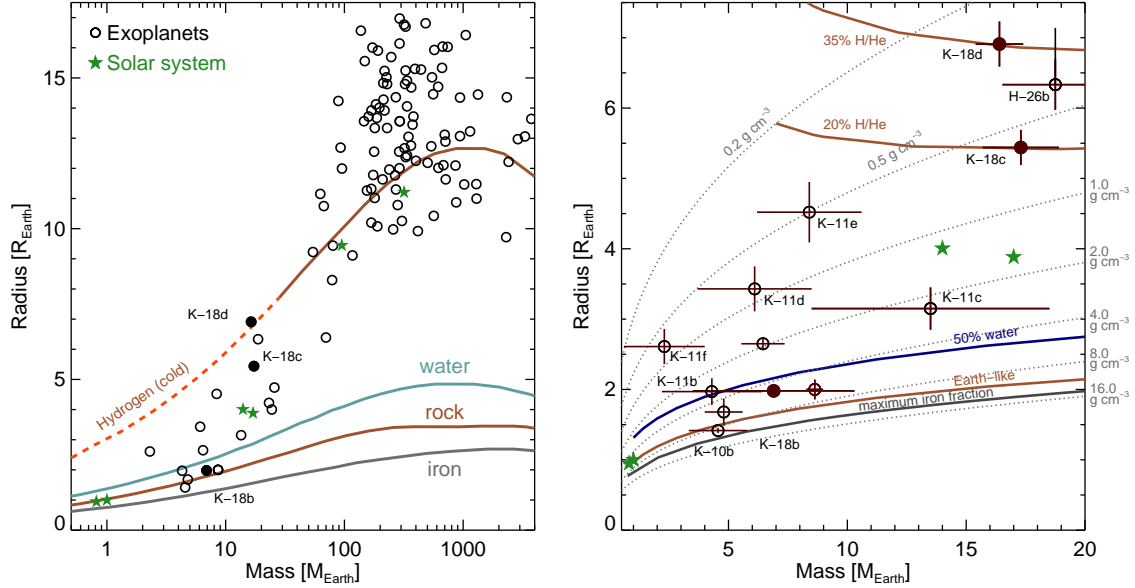 Exoplanets
Solar system
K−18d
K−18c
K−18b
Hydrogen (cold)
water
rock
iron
0
5
10
15
Radius [R_Earth]
1
10
100
1000
Mass [M_Earth]
35% H/He
K−18d
H−26b
0.2 g cm⁻³
20% H/He
K−18c
0.5 g cm⁻³
K−11e
1.0
g cm⁻³
K−11d
2.0
g cm⁻³
K−11c
K−11f
50% water
4.0
g cm⁻³
K−11b
Earth−like
8.0
g cm⁻³
maximum iron fraction
16.0
g cm⁻³
K−18b
K−10b
0
2
4
6
Radius [R_Earth]
5
10
15
20
Mass [M_Earth]